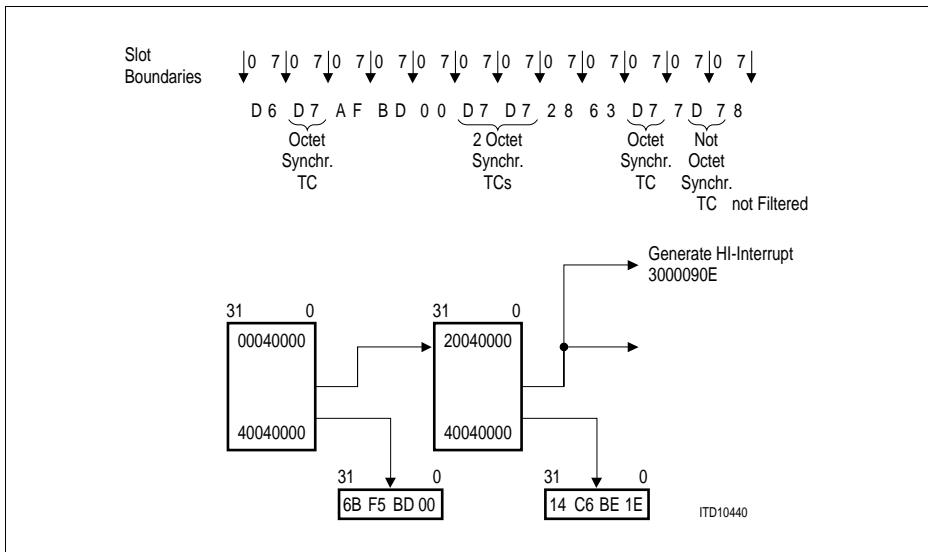 Slot
Boundaries
0 7 0 7 0 7 0 7 0 7 0 7 0 7 0 7 0 7 0 7 0 7 0 7
D 6 D 7 A F B D 0 0 D 7 D 7 2 8 6 3 D 7 7 D 7 8
Octet
Synchr.
TC
2 Octet
Synchr.
TCs
Octet
Synchr.
TC
Not
Octet
Synchr.
TC not Filtered
Generate HI-Interrupt
3000090E
31 0
00040000
40040000
31 0
20040000
40040000
31 0
6B F5 BD 00
31 0
14 C6 BE 1E
ITD10440